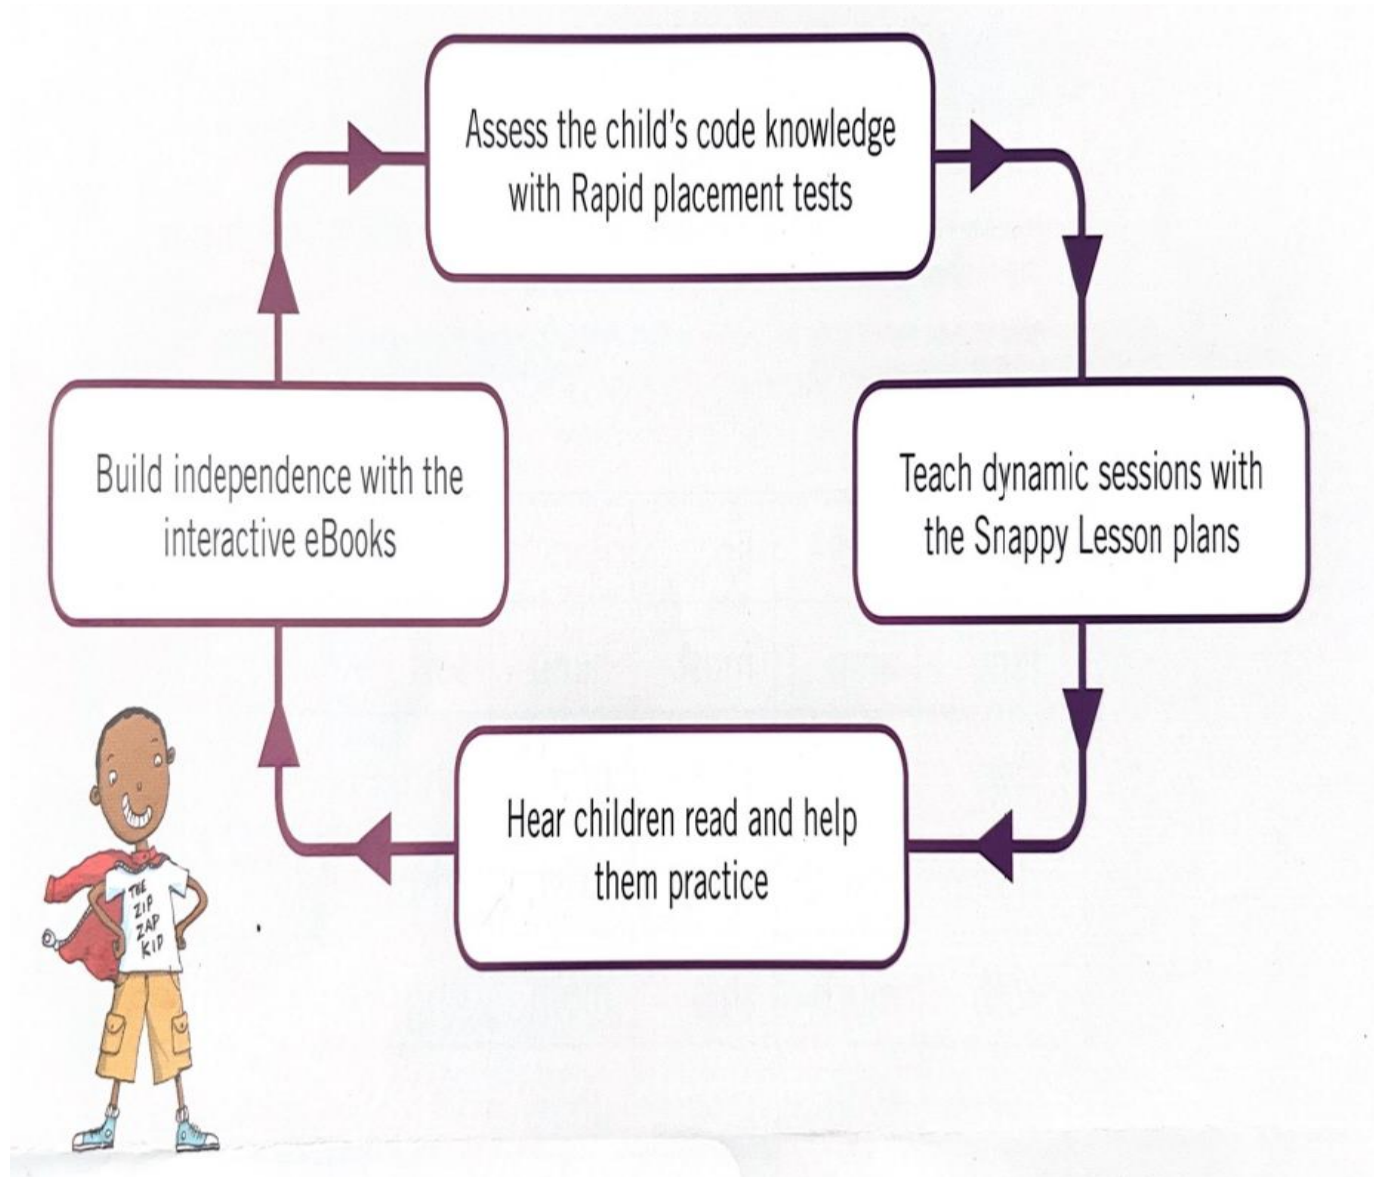 Assess the child's code knowledge
with Rapid placement tests
Teach dynamic sessions with
the Snappy Lesson plans
Hear children read and help
them practice
Build independence with the
interactive eBooks
THE
ZIP
ZAP
KID